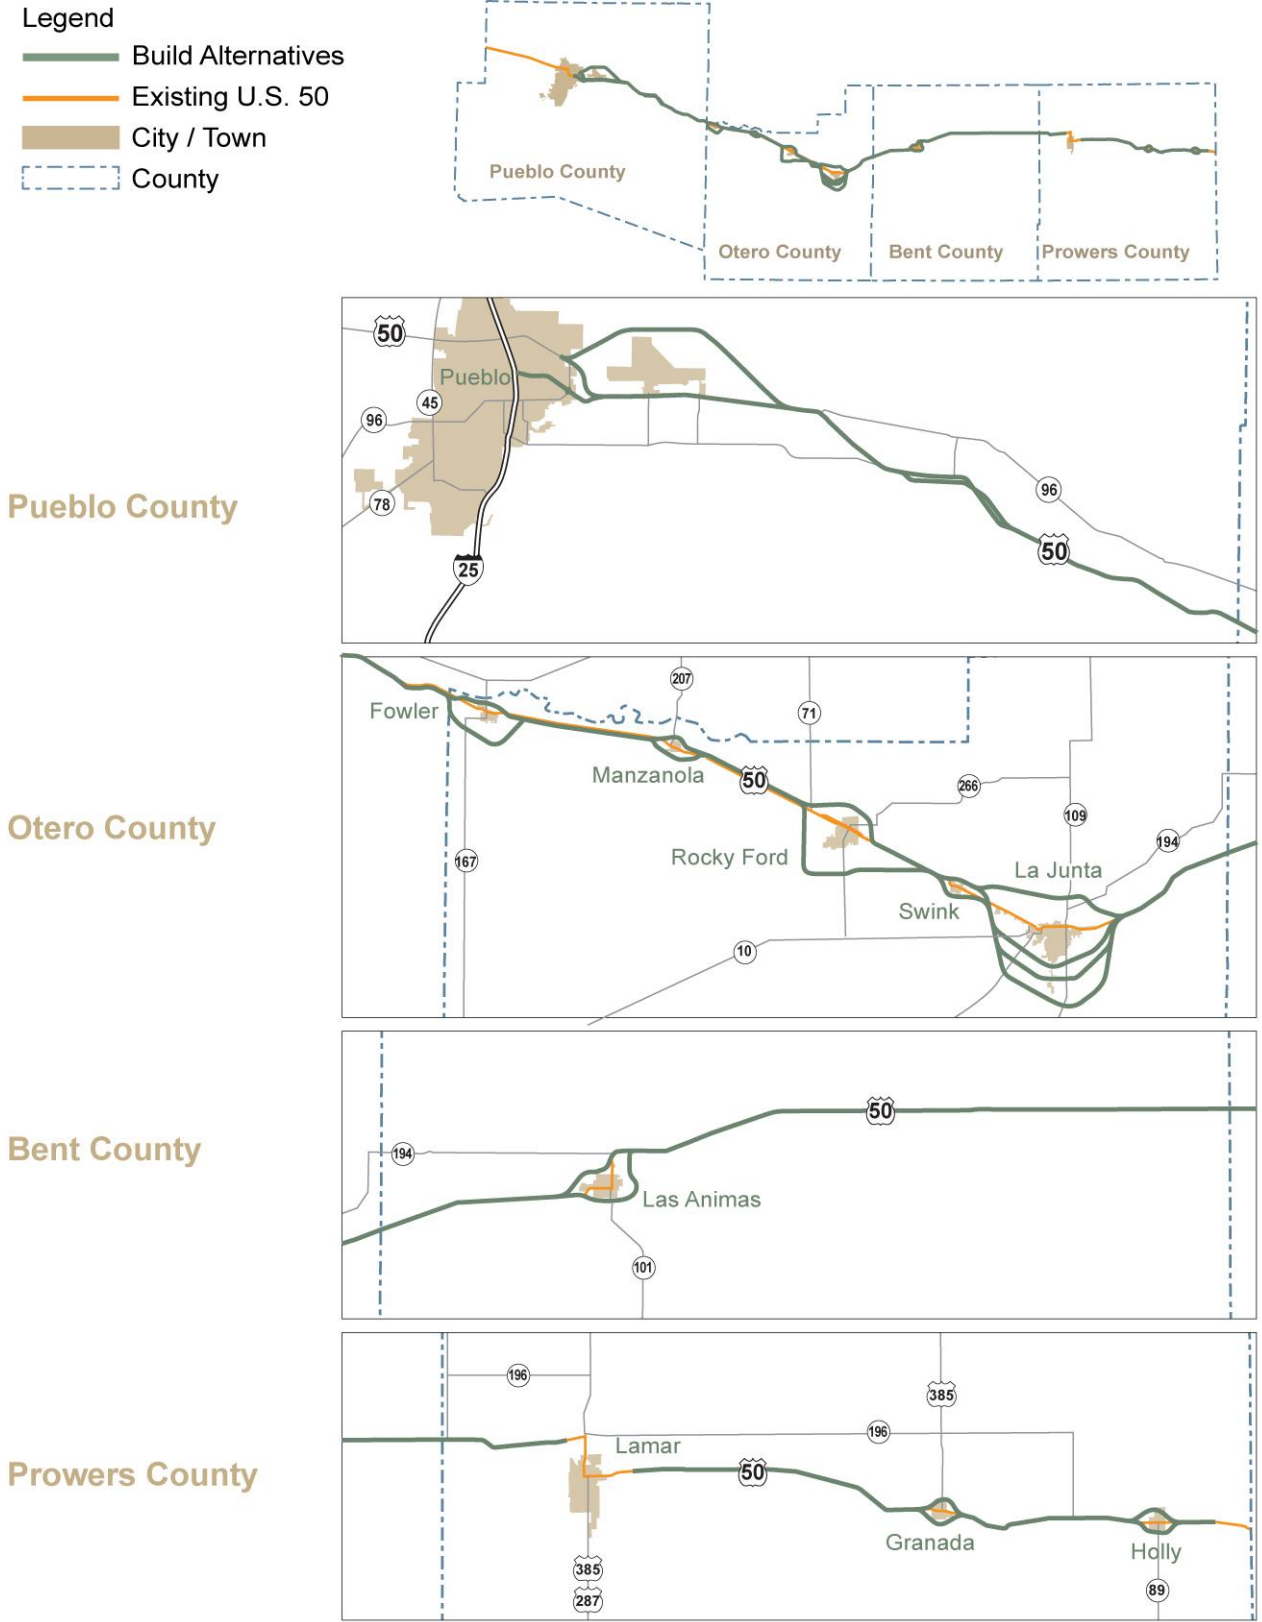 Legend
Build Alternatives
Existing U.S. 50
City / Town
County
Pueblo County
Otero County
Bent County
Prowers County
Pueblo County
50
Pueblo
45
96
78
25
96
50
Otero County
Fowler
207
71
Manzanola
50
266
109
194
167
Rocky Ford
La Junta
Swink
10
Bent County
50
194
Las Animas
101
Prowers County
196
385
196
Lamar
50
Granada
Holly
385
287
89